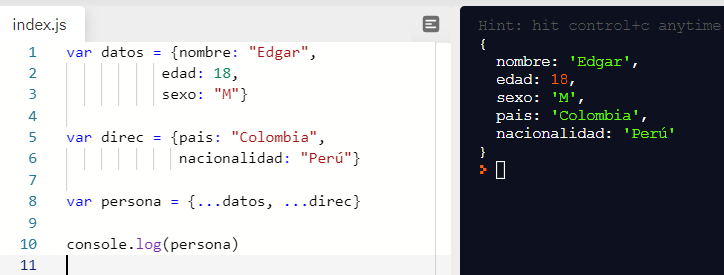 index.js
1 var datos = {nombre: "Edgar",
2 edad: 18,
3 sexo: "M"}
4
5 var direc = {pais: "Colombia",
6 nacionalidad: "Perú"}
7
8 var persona = {...datos, ...direc}
9
10 console.log(persona)
11
Hint: hit control+c anytime
{
nombre: 'Edgar',
edad: 18,
sexo: 'M',
pais: 'Colombia',
nacionalidad: 'Perú'
}
>